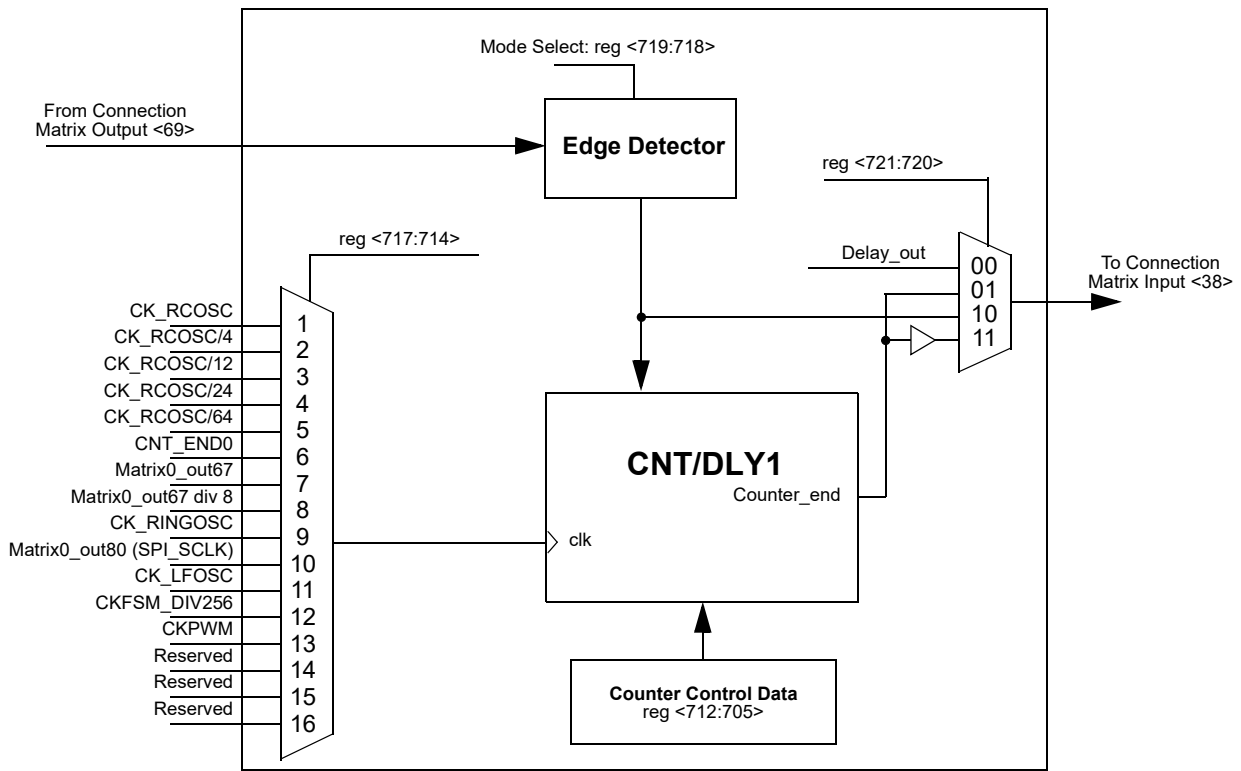 Mode Select: reg <719:718>
From Connection
Matrix Output <69>
Edge Detector
reg <721:720>
reg <717:714>
Delay_out
00
01
10
11
To Connection
Matrix Input <38>
CK_RCOSC
1
CK_RCOSC/4
2
CK_RCOSC/12
3
CK_RCOSC/24
4
CK_RCOSC/64
5
CNT_END0
6
Matrix0_out67
7
Matrix0_out67 div 8
8
CK_RINGOSC
9
Matrix0_out80 (SPI_SCLK)
10
CK_LFOSC
11
CKFSM_DIV256
12
CKPWM
13
Reserved
14
Reserved
15
Reserved
16
CNT/DLY1
Counter_end
clk
Counter Control Data
reg <712:705>